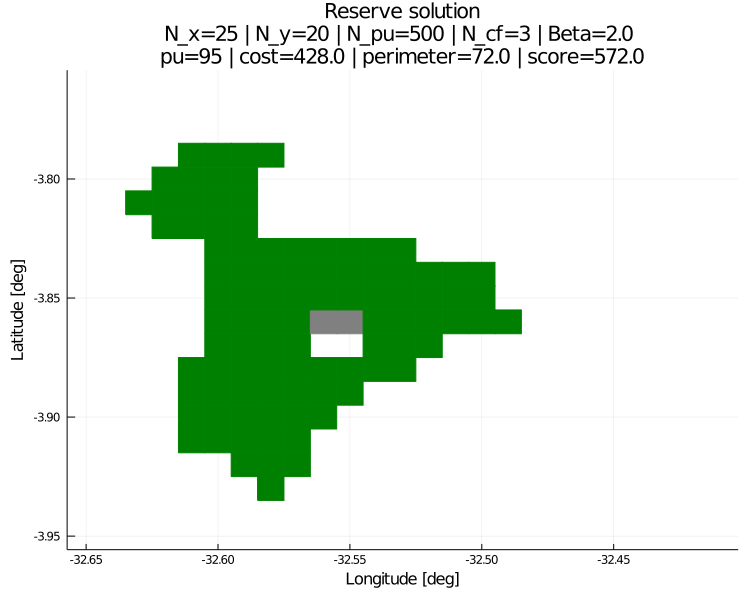 Reserve solution
N_x=25 | N_y=20 | N_pu=500 | N_cf=3 | Beta=2.0
pu=95 | cost=428.0 | perimeter=72.0 | score=572.0
-3.80
-3.85
-3.90
-3.95
Latitude [deg]
-32.65 -32.60 -32.55 -32.50 -32.45
Longitude [deg]